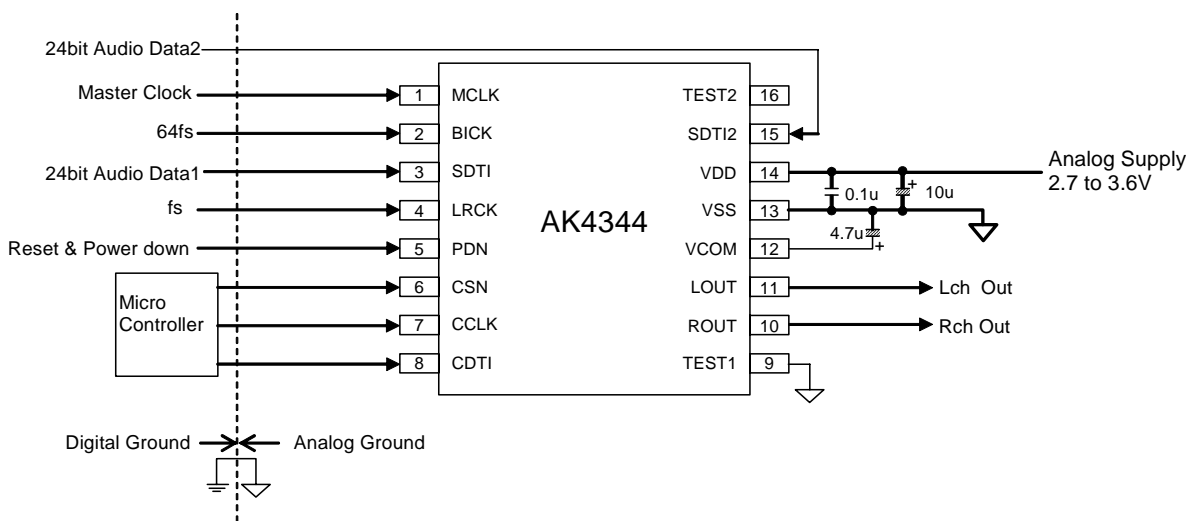 24bit Audio Data2
Master Clock
1 MCLK
TEST2 16
64fs
2 BICK
SDTI2 15
24bit Audio Data1
3 SDTI
VDD 14
Analog Supply
2.7 to 3.6V
0.1u
+ 10u
fs
4 LRCK
AK4344
VSS 13
4.7u
+
Reset & Power down
5 PDN
VCOM 12
Micro
Controller
6 CSN
LOUT 11
Lch Out
7 CCLK
ROUT 10
Rch Out
8 CDTI
TEST1 9
Digital Ground
Analog Ground